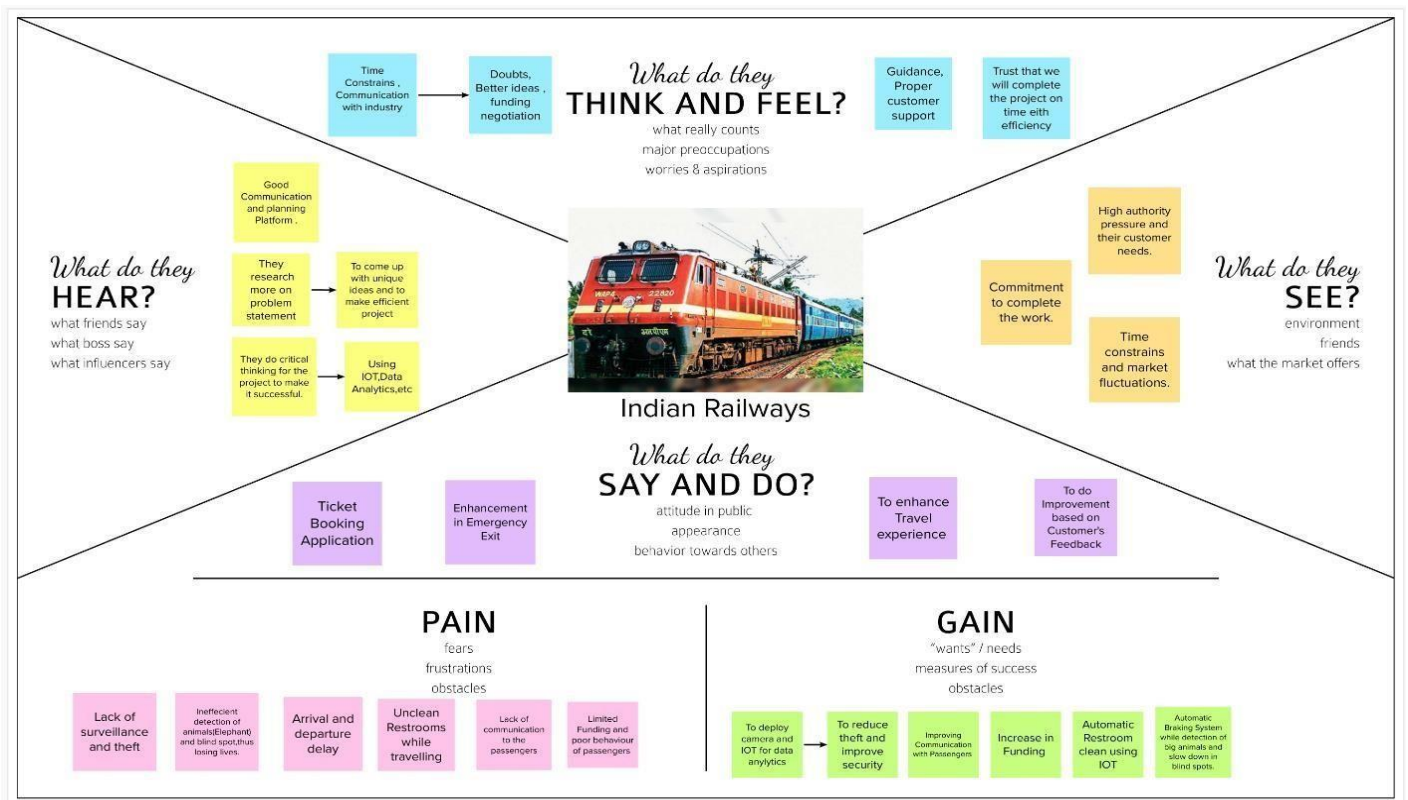 What do they
THINK AND FEEL?
what really counts
major preoccupations
worries & aspirations
Time
Constrains ,
Communication
with industry
Doubts,
Better ideas ,
funding
negotiation
Guidance,
Proper
customer
support
Trust that we
will complete
the project on
time eith
efficiency
What do they
HEAR?
what friends say
what boss say
what influencers say
Good
Communication
and planning
Platform .
They
research
more on
problem
statement
To come up
with unique
ideas and to
make efficient
project
They do critical
thinking for the
project to make
it successful.
Using
IOT,Data
Analytics,etc
WAP4 22820
Indian Railways
What do they
SEE?
environment
friends
what the market offers
High authority
pressure and
their customer
needs.
Commitment
to complete
the work.
Time
constrains
and market
fluctuations.
What do they
SAY AND DO?
attitude in public
appearance
behavior towards others
Ticket
Booking
Application
Enhancement
in Emergency
Exit
To enhance
Travel
experience
To do
Improvement
based on
Customer's
Feedback
PAIN
fears
frustrations
obstacles
Lack of
surveillance
and theft
Ineffecient
detection of
animals(Elephant)
and blind spot,thus
losing lives.
Arrival and
departure
delay
Unclean
Restrooms
while
travelling
Lack of
communication
to the
passengers
Limited
Funding and
poor behaviour
of passengers
GAIN
"wants" / needs
measures of success
obstacles
To deploy
camera and
IOT for data
anylytics
To reduce
theft and
improve
security
Improving
Communication
with Passengers
Increase in
Funding
Automatic
Restroom
clean using
IOT
Automatic
Braking System
while detection of
big animals and
slow down in
blind spots.